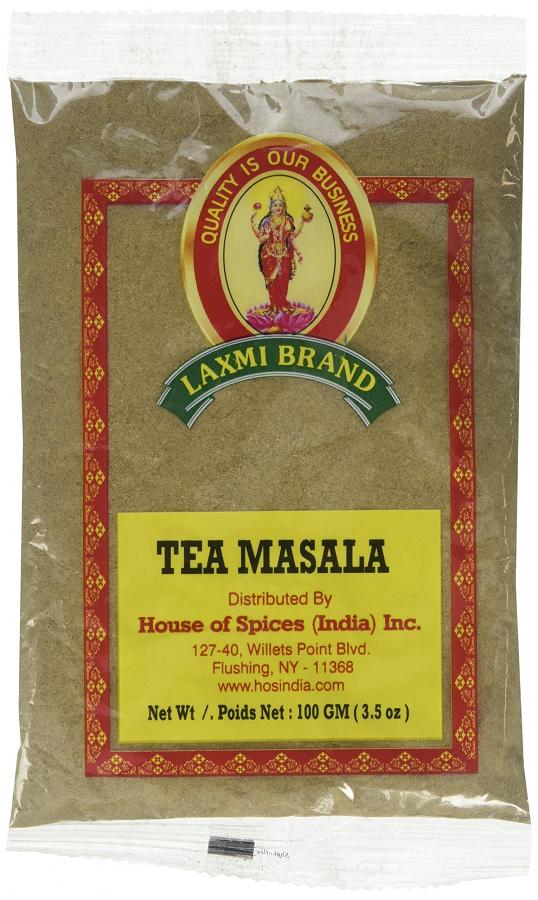 QUALITY IS OUR BUSINESS
LAXMI BRAND
TEA MASALA
Distributed By
House of Spices (India) Inc.
127-40, Willets Point Blvd.
Flushing, NY - 11368
www.hosindia.com
Net Wt /. Poids Net : 100 GM ( 3.5 oz )